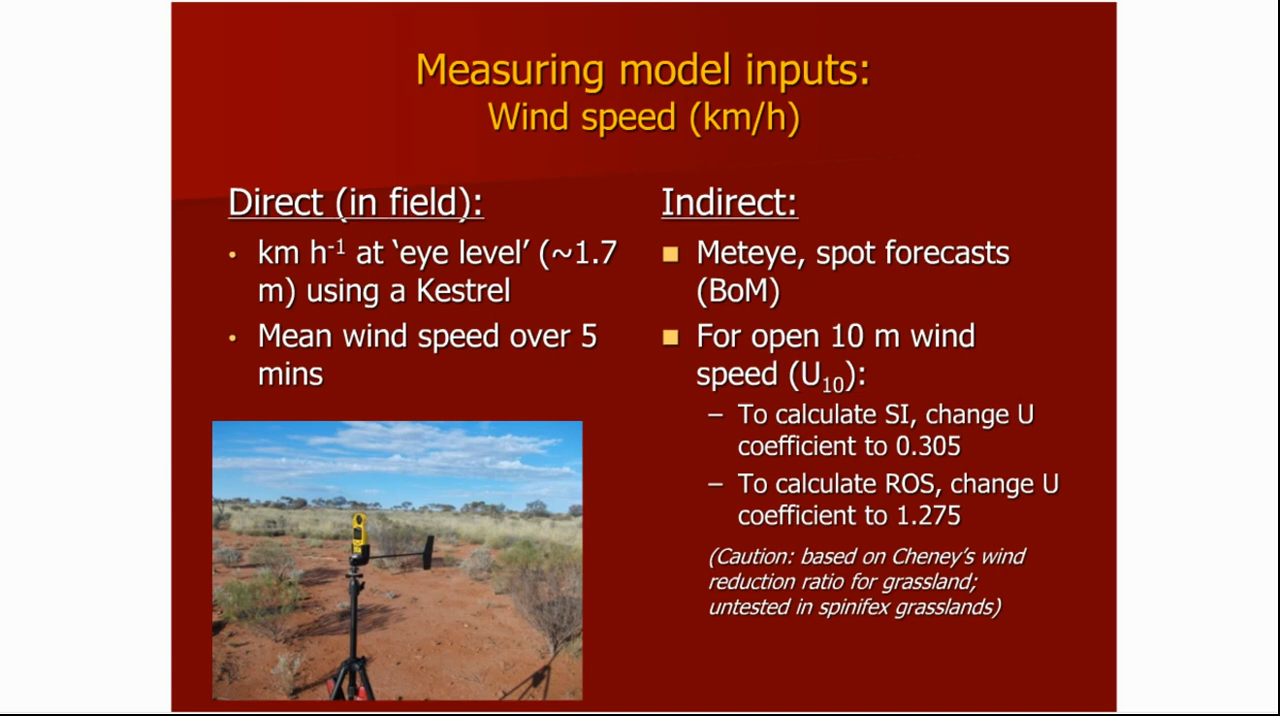 Measuring model inputs:
Wind speed (km/h)
Direct (in field):
• km h⁻¹ at ‘eye level’ (~1.7
m) using a Kestrel
• Mean wind speed over 5
mins
Indirect:
■ Meteye, spot forecasts
(BoM)
■ For open 10 m wind
speed (U₁₀):
– To calculate SI, change U
coefficient to 0.305
– To calculate ROS, change U
coefficient to 1.275
(Caution: based on Cheney’s wind
reduction ratio for grassland;
untested in spinifex grasslands)